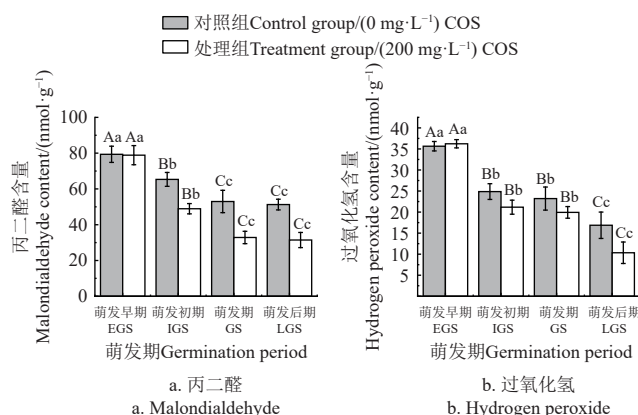 对照组Control group/(0 mg·L⁻¹) COS
处理组Treatment group/(200 mg·L⁻¹) COS
丙二醛含量
Malondialdehyde content/(nmol·g⁻¹)
100
80
60
40
20
0
Aa Aa
Bb
Bb
Cc
Cc
Cc
Cc
萌发早期 萌发初期 萌发期 萌发后期
EGS IGS GS LGS
萌发期Germination period
a. 丙二醛
a. Malondialdehyde
过氧化氢含量
Hydrogen peroxide content/(nmol·g⁻¹)
35
25
20
15
10
5
Aa Aa
Bb
Bb
Bb
Bb
Cc
Cc
萌发早期 萌发初期 萌发期 萌发后期
EGS IGS GS LGS
萌发期Germination period
b. 过氧化氢
b. Hydrogen peroxide